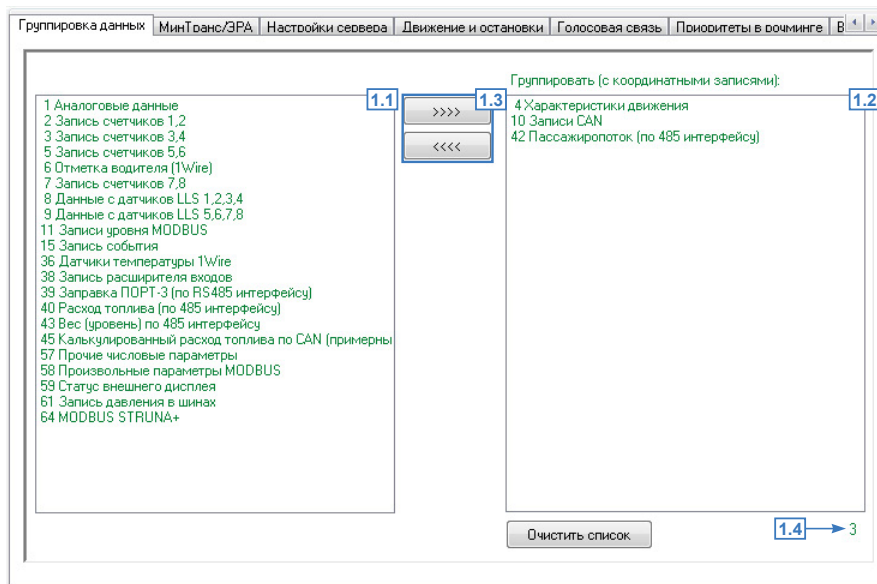 Группировка данных МинТранс/ЭРА Настройки сервера Движение и остановки Голосовая связь Приоритеты в роуминге В
Группировать (с координатными записями):
1.1
1.3
1.2
1 Аналоговые данные
2 Запись счетчиков 1,2
3 Запись счетчиков 3,4
5 Запись счетчиков 5,6
6 Отметка водителя (1Wire)
7 Запись счетчиков 7,8
8 Данные с датчиков LLS 1,2,3,4
9 Данные с датчиков LLS 5,6,7,8
11 Записи уровня MODBUS
15 Запись события
36 Датчики температуры 1Wire
38 Запись расширителя входов
39 Заправка ПОРТ-3 (по RS485 интерфейсу)
40 Расход топлива (по 485 интерфейсу)
43 Вес (уровень) по 485 интерфейсу
45 Калькулированный расход топлива по CAN (примерны
57 Прочие числовые параметры
58 Произвольные параметры MODBUS
59 Статус внешнего дисплея
61 Запись давления в шинах
64 MODBUS STRUNA+
>>>>
<<<<
4 Характеристики движения
10 Записи CAN
42 Пассажиропоток (по 485 интерфейсу)
Очистить список
1.4
3